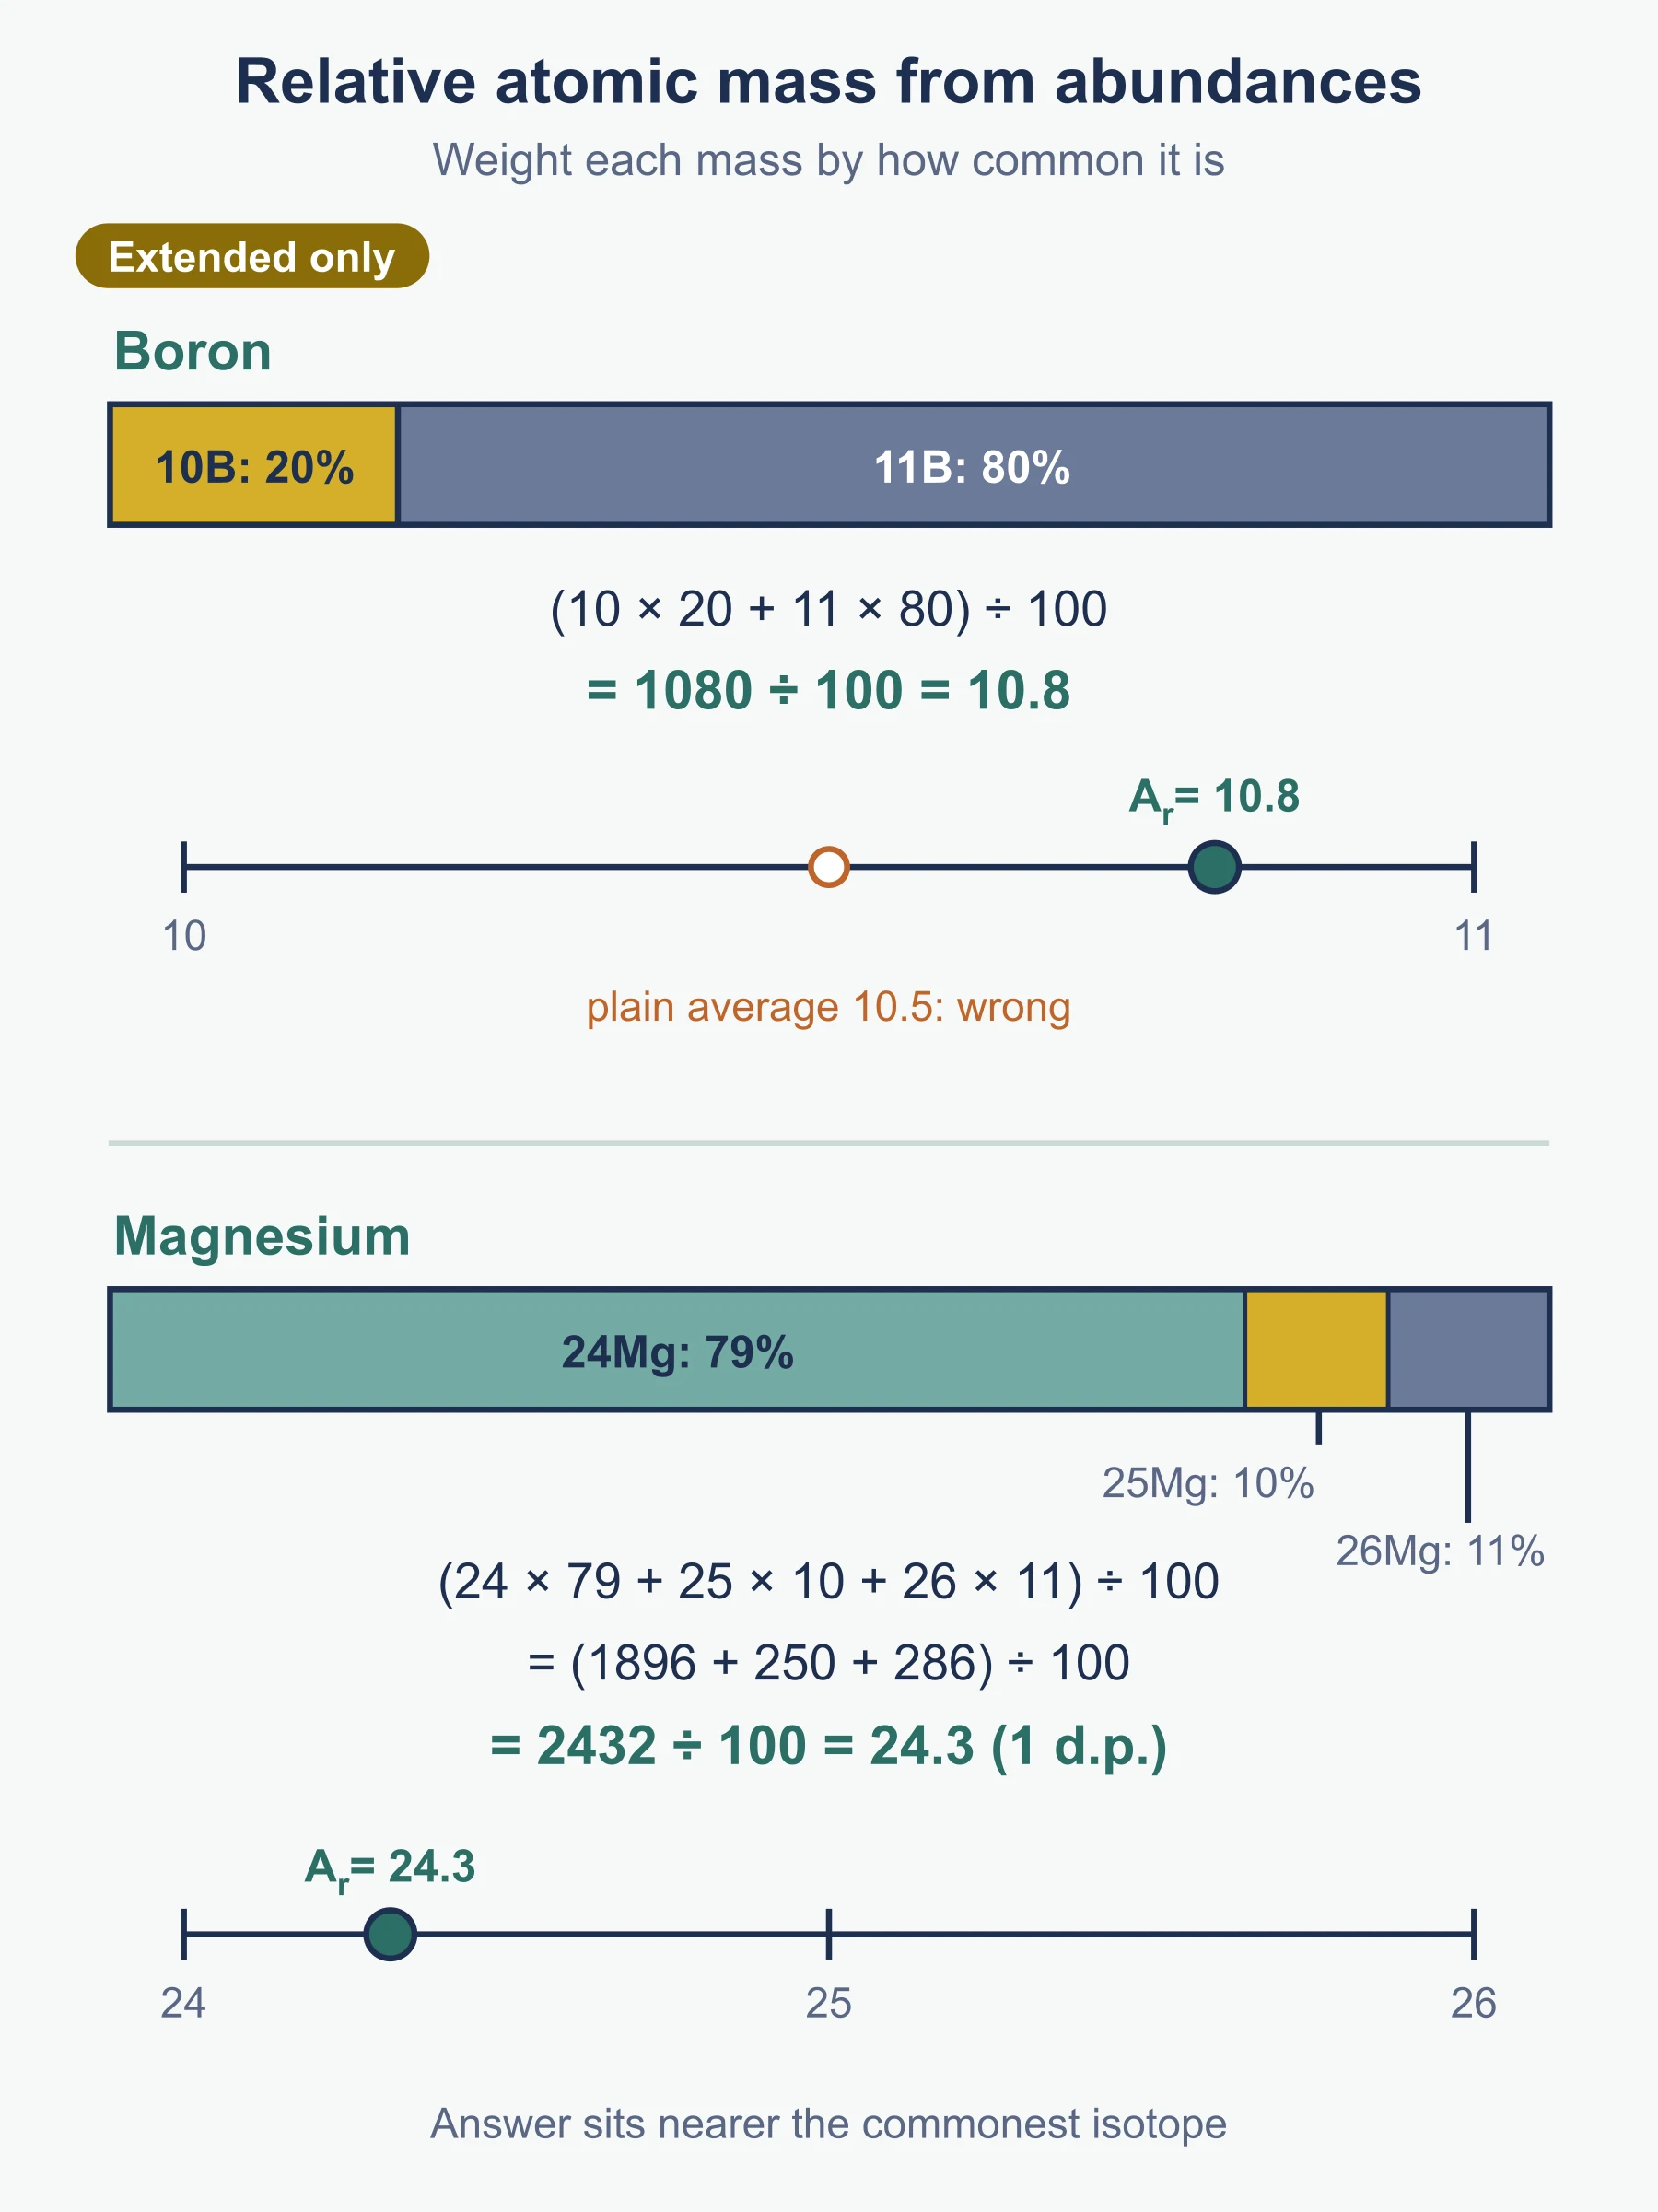 Relative atomic mass from abundances
Weight each mass by how common it is
Extended only
Boron
10B: 20%
11B: 80%
(10 × 20 + 11 × 80) ÷ 100
= 1080 ÷ 100 = 10.8
Ar= 10.8
10
11
plain average 10.5: wrong
Magnesium
24Mg: 79%
25Mg: 10%
26Mg: 11%
(24 × 79 + 25 × 10 + 26 × 11) ÷ 100
= (1896 + 250 + 286) ÷ 100
= 2432 ÷ 100 = 24.3 (1 d.p.)
Ar= 24.3
24
25
26
Answer sits nearer the commonest isotope